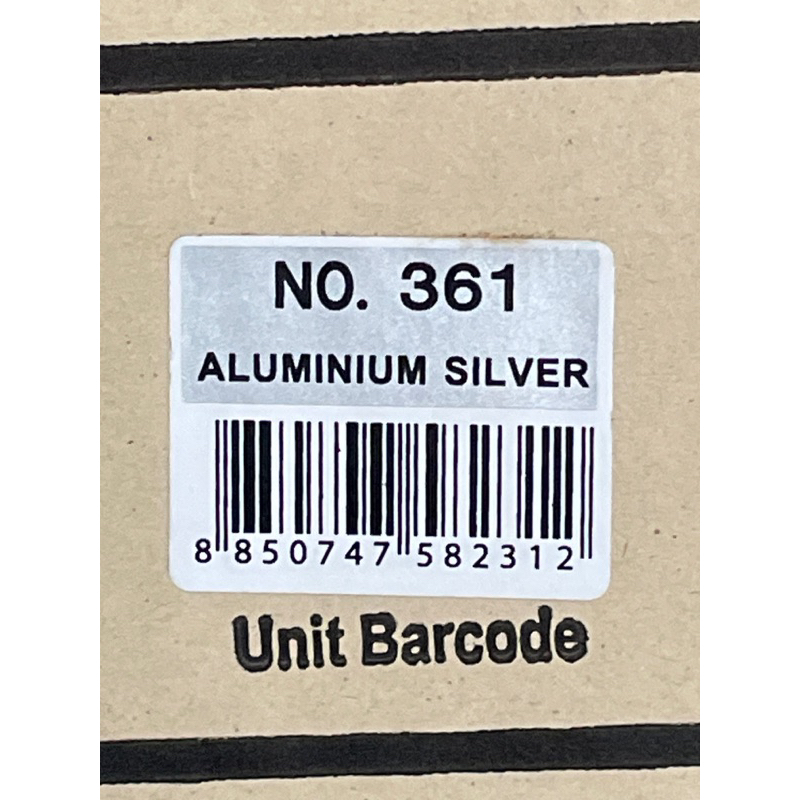 NO. 361
ALUMINIUM SILVER
8 850747 582312
Unit Barcode